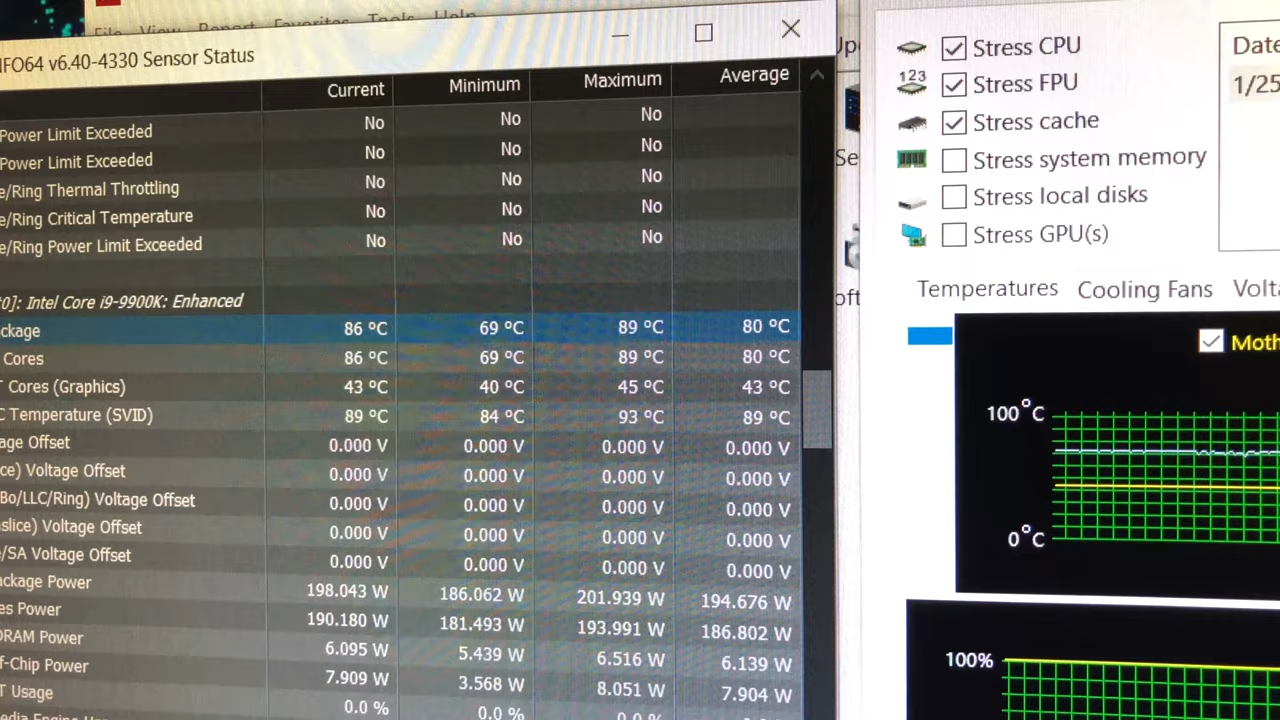 File View Report Favorites Tools Help
IFO64 v6.40-4330 Sensor Status
Current Minimum Maximum Average
Power Limit Exceeded No No No
Power Limit Exceeded No No No
e/Ring Thermal Throttling No No No
e/Ring Critical Temperature No No No
e/Ring Power Limit Exceeded No No No
0]: Intel Core i9-9900K: Enhanced
ckage 86 °C 69 °C 89 °C 80 °C
Cores 86 °C 69 °C 89 °C 80 °C
T Cores (Graphics) 43 °C 40 °C 45 °C 43 °C
C Temperature (SVID) 89 °C 84 °C 93 °C 89 °C
age Offset 0.000 V 0.000 V 0.000 V 0.000 V
ce) Voltage Offset 0.000 V 0.000 V 0.000 V 0.000 V
Bo/LLC/Ring) Voltage Offset 0.000 V 0.000 V 0.000 V 0.000 V
slice) Voltage Offset 0.000 V 0.000 V 0.000 V 0.000 V
e/SA Voltage Offset 0.000 V 0.000 V 0.000 V 0.000 V
ackage Power 198.043 W 186.062 W 201.939 W 194.676 W
es Power 190.180 W 181.493 W 193.991 W 186.802 W
DRAM Power 6.095 W 5.439 W 6.516 W 6.139 W
f-Chip Power 7.909 W 3.568 W 8.051 W 7.904 W
T Usage 0.0 % 0.0 % 0.0 %
Stress CPU
123 Stress FPU
Stress cache
Stress system memory
Stress local disks
Stress GPU(s)
Date
1/25
Temperatures Cooling Fans Volta
Moth
100°C
0°C
100%